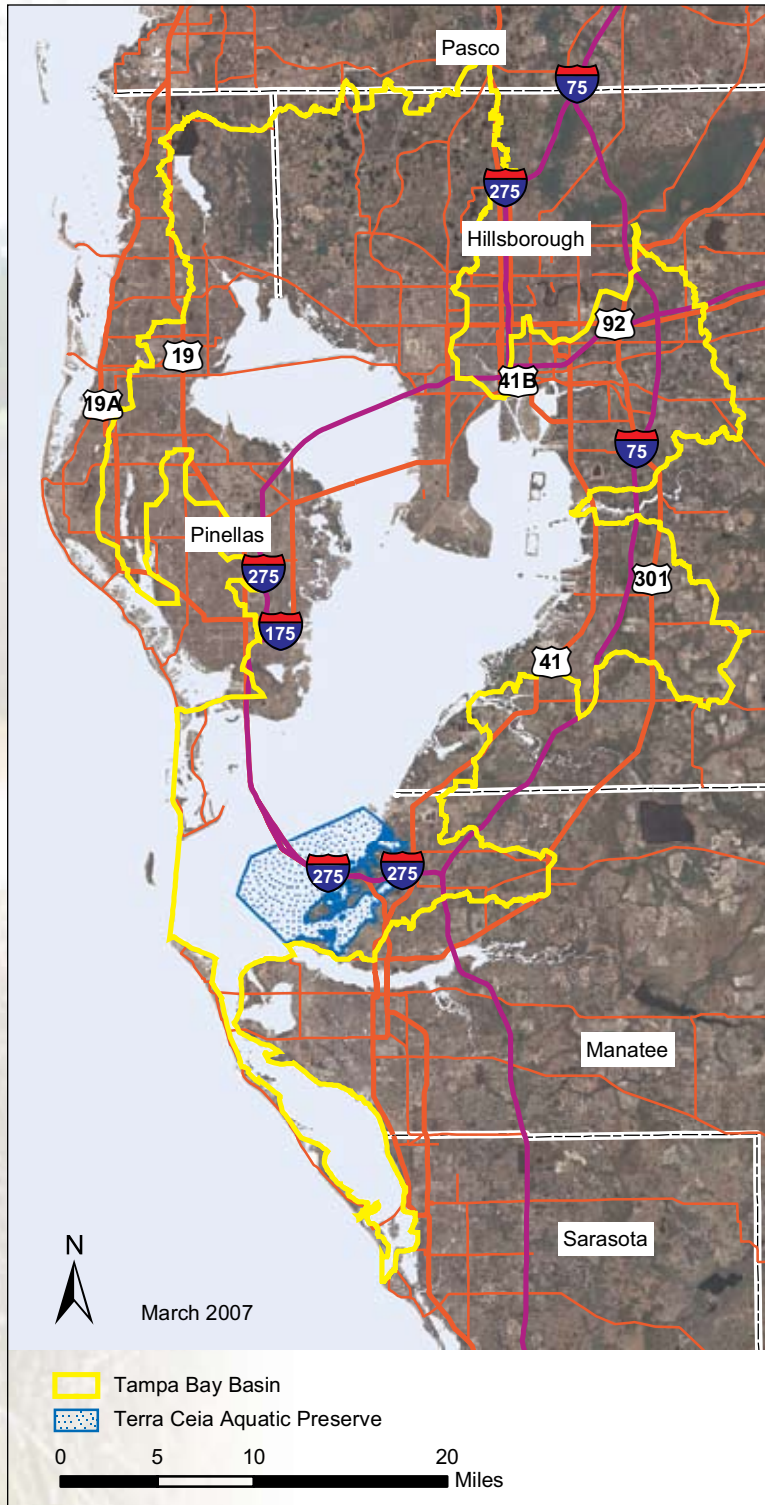 Pasco
75
275
Hillsborough
92
19
41B
19A
75
Pinellas
275
301
175
41
275
275
Manatee
Sarasota
N
March 2007
Tampa Bay Basin
Terra Ceia Aquatic Preserve
0 5 10 20
Miles